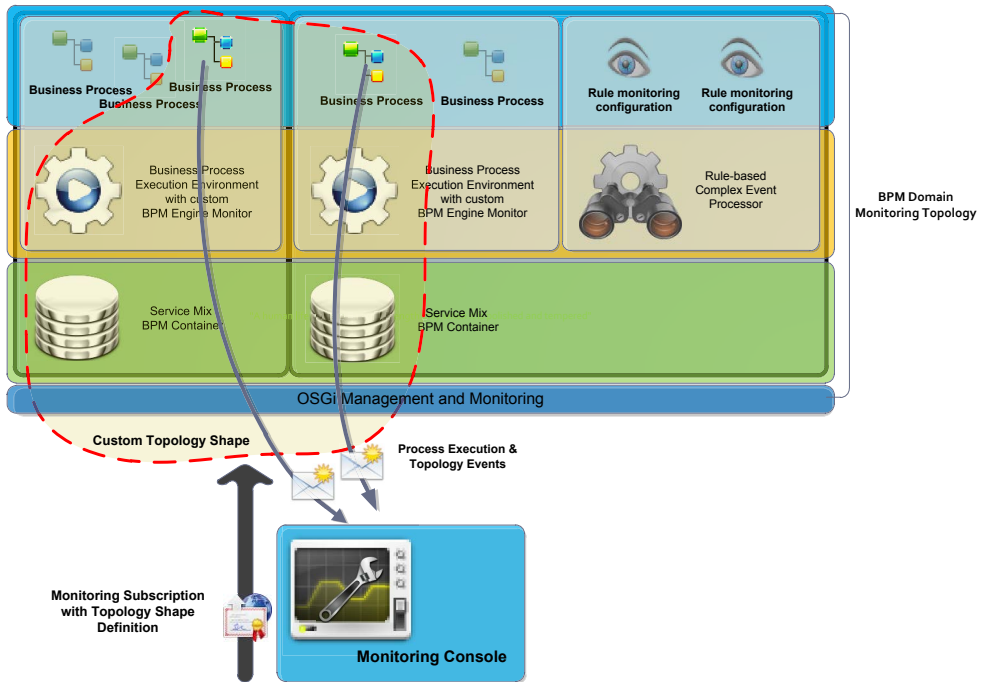 Business Process
Business Process
Business Process
Business Process
Business Process
Rule monitoring
configuration
Rule monitoring
configuration
Business Process
Execution Environment
with custom
BPM Engine Monitor
Business Process
Execution Environment
with custom
BPM Engine Monitor
Rule-based
Complex Event
Processor
BPM Domain
Monitoring Topology
Service Mix
BPM Container
Service Mix
BPM Container
OSGi Management and Monitoring
Custom Topology Shape
Process Execution &
Topology Events
Monitoring Subscription
with Topology Shape
Definition
Monitoring Console